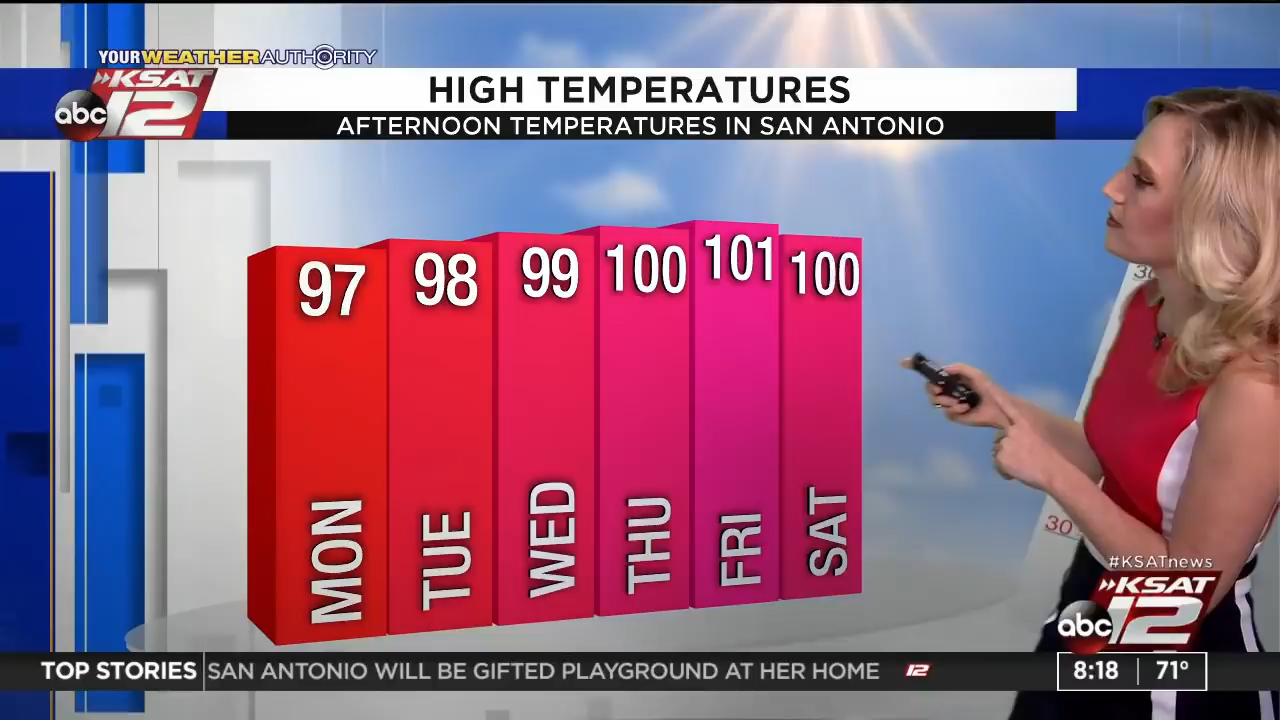 YOURWEATHERAUTHORITY
KSAT
abc 12
HIGH TEMPERATURES
AFTERNOON TEMPERATURES IN SAN ANTONIO
97 98 99 100 101 100
MON TUE WED THU FRI SAT
30
30
#KSATnews
KSAT
abc 12
TOP STORIES SAN ANTONIO WILL BE GIFTED PLAYGROUND AT HER HOME 12
8:18 71°